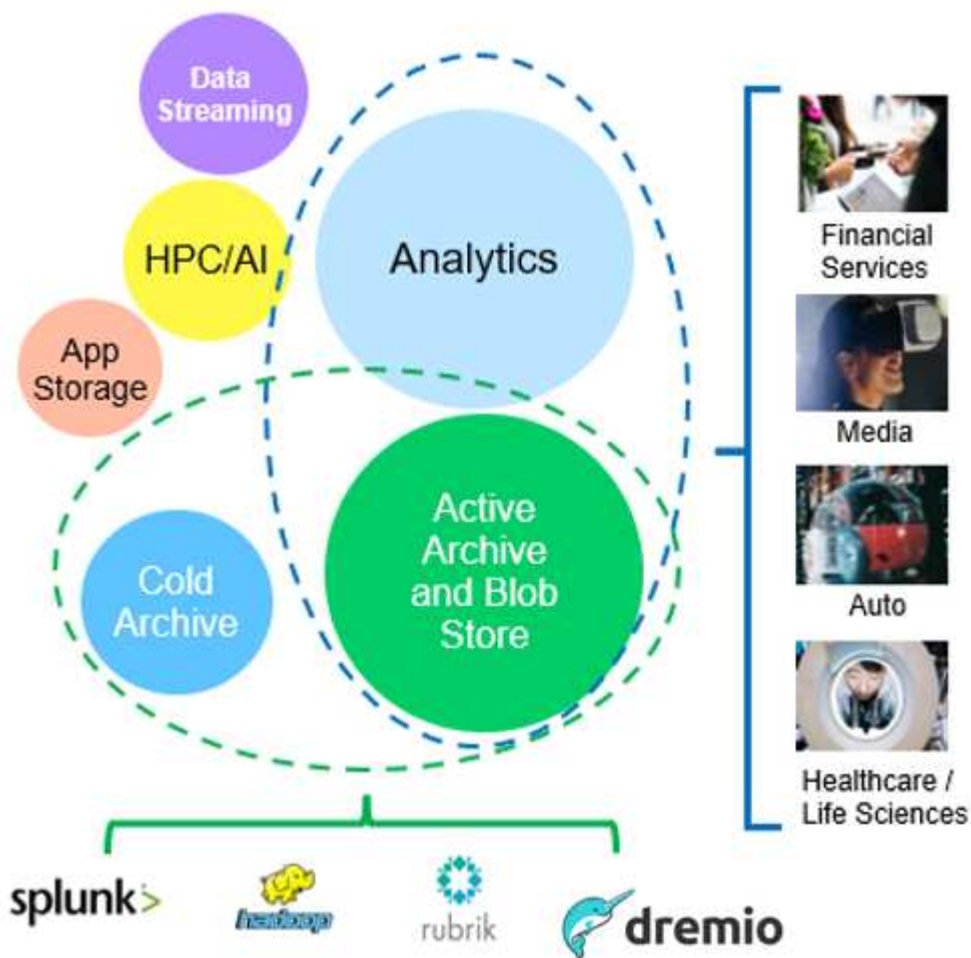 Data
Streaming
HPC/AI
Analytics
App
Storage
Cold
Archive
Active
Archive
and Blob
Store
Financial
Services
Media
Auto
Healthcare /
Life Sciences
splunk>
hadoop
rubrik
dremio